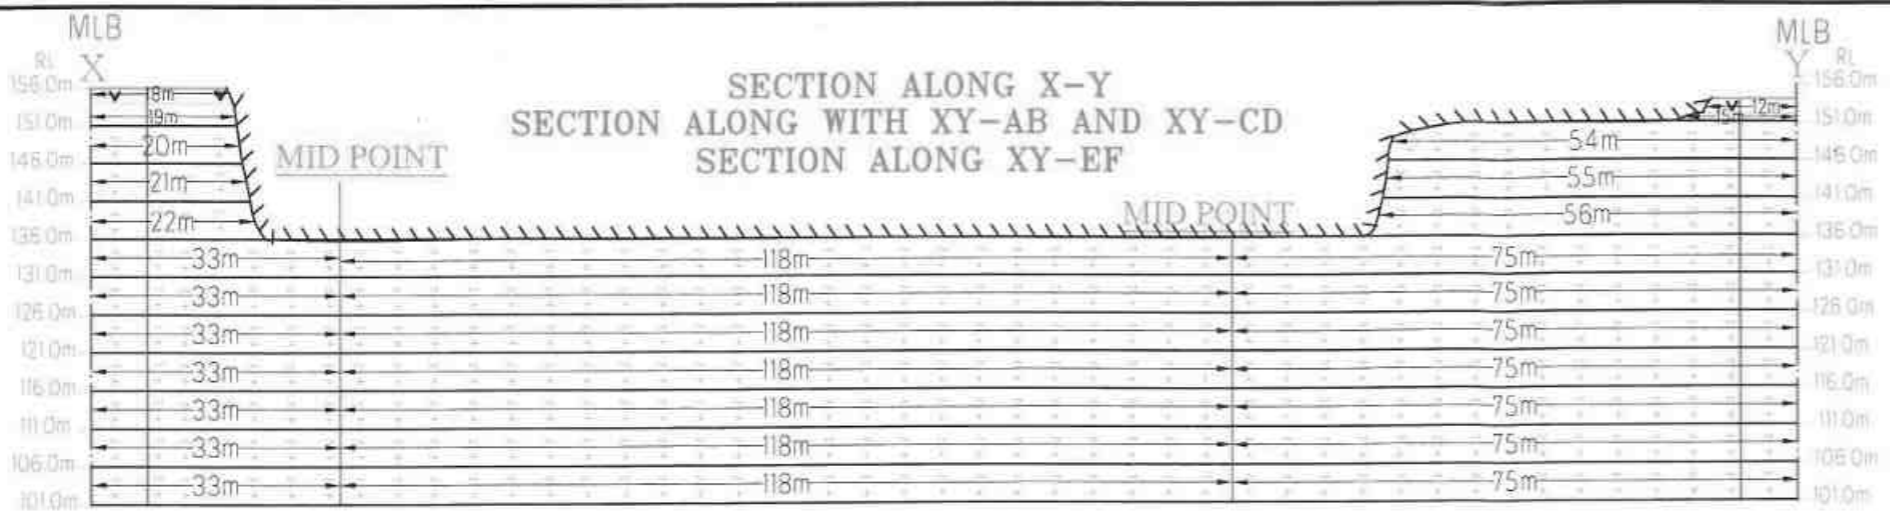 MLB
MLB
RL
X
Y
RL
156.0m
156.0m
SECTION ALONG X-Y
SECTION ALONG WITH XY-AB AND XY-CD
SECTION ALONG XY-EF
18m
12m
151.0m
19m
15m
151.0m
20m
54m
146.0m
MID POINT
146.0m
21m
55m
141.0m
141.0m
22m
MID POINT
56m
136.0m
136.0m
33m
118m
75m
131.0m
131.0m
33m
118m
75m
126.0m
126.0m
33m
118m
75m
121.0m
121.0m
33m
118m
75m
116.0m
116.0m
33m
118m
75m
111.0m
111.0m
33m
118m
75m
106.0m
106.0m
33m
118m
75m
101.0m
101.0m